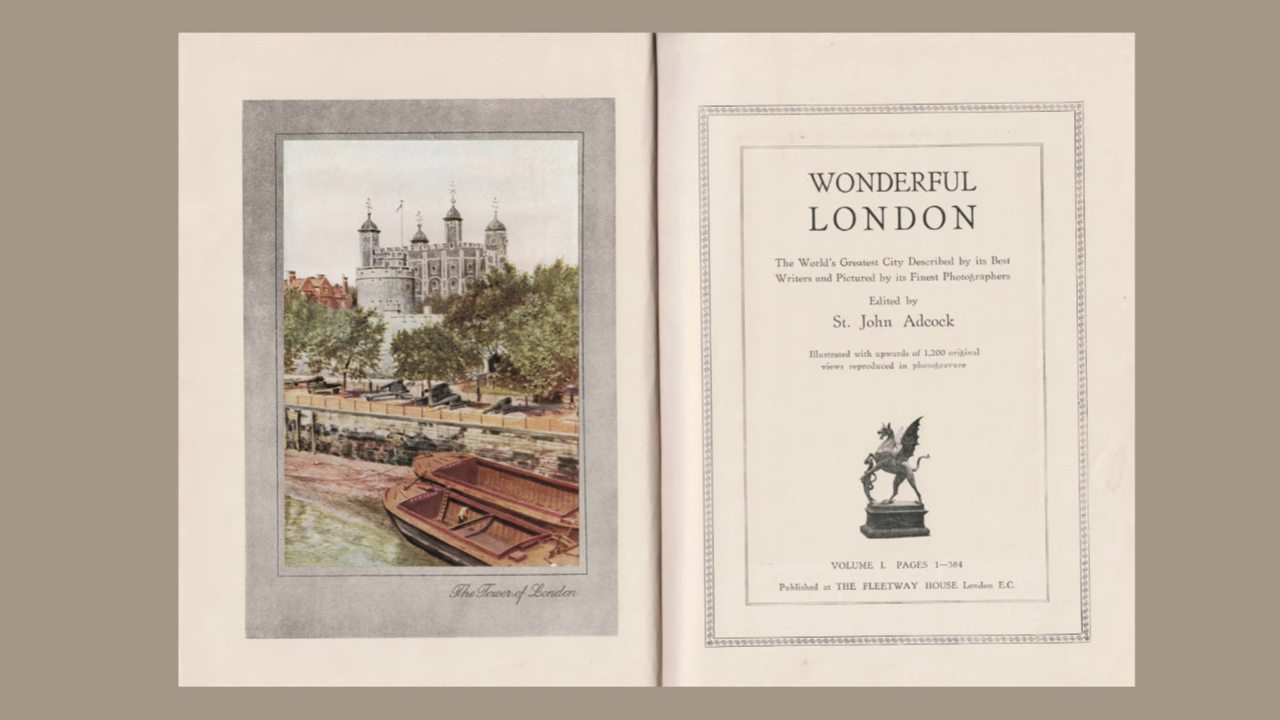 The Tower of London
WONDERFUL
LONDON
The World's Greatest City Described by its Best
Writers and Pictured by its Finest Photographers
Edited by
St. John Adcock
Illustrated with upwards of 1,200 original
views reproduced in photogravure
VOLUME I. PAGES 1—384
Published at THE FLEETWAY HOUSE London E.C.